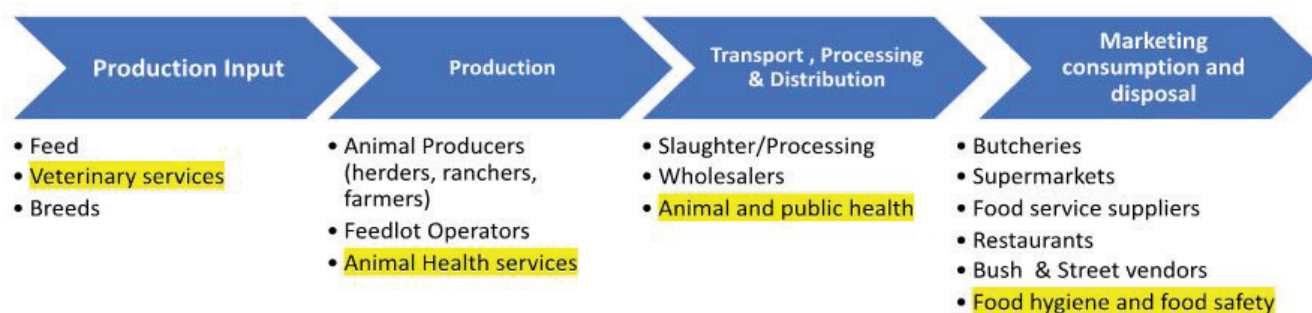 Production Input
• Feed
• Veterinary services
• Breeds
Production
• Animal Producers
(herders, ranchers,
farmers)
• Feedlot Operators
• Animal Health services
Transport , Processing
& Distribution
• Slaughter/Processing
• Wholesalers
• Animal and public health
Marketing
consumption and
disposal
• Butcheries
• Supermarkets
• Food service suppliers
• Restaurants
• Bush & Street vendors
• Food hygiene and food safety